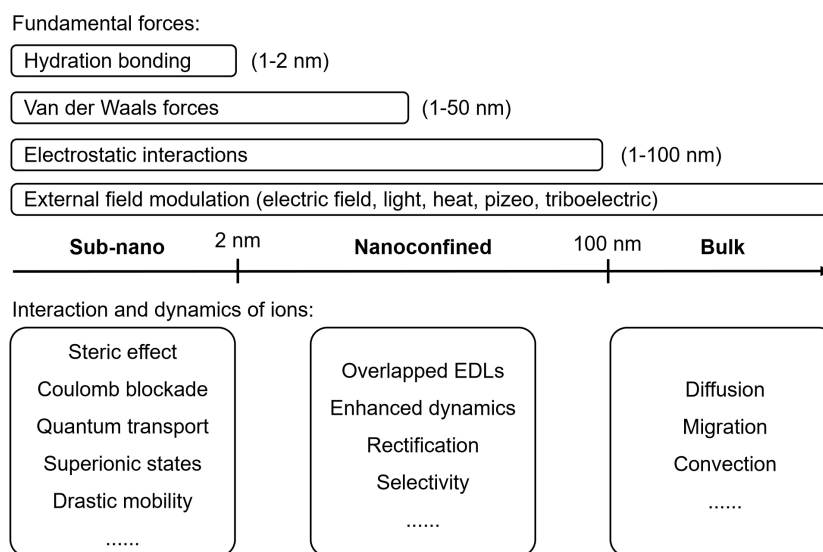 Fundamental forces:
Hydration bonding (1-2 nm)
Van der Waals forces (1-50 nm)
Electrostatic interactions (1-100 nm)
External field modulation (electric field, light, heat, pizeo, triboelectric)
Sub-nano 2 nm Nanoconfined 100 nm Bulk
Interaction and dynamics of ions:
Steric effect
Coulomb blockade
Quantum transport
Superionic states
Drastic mobility
......
Overlapped EDLs
Enhanced dynamics
Rectification
Selectivity
......
Diffusion
Migration
Convection
......